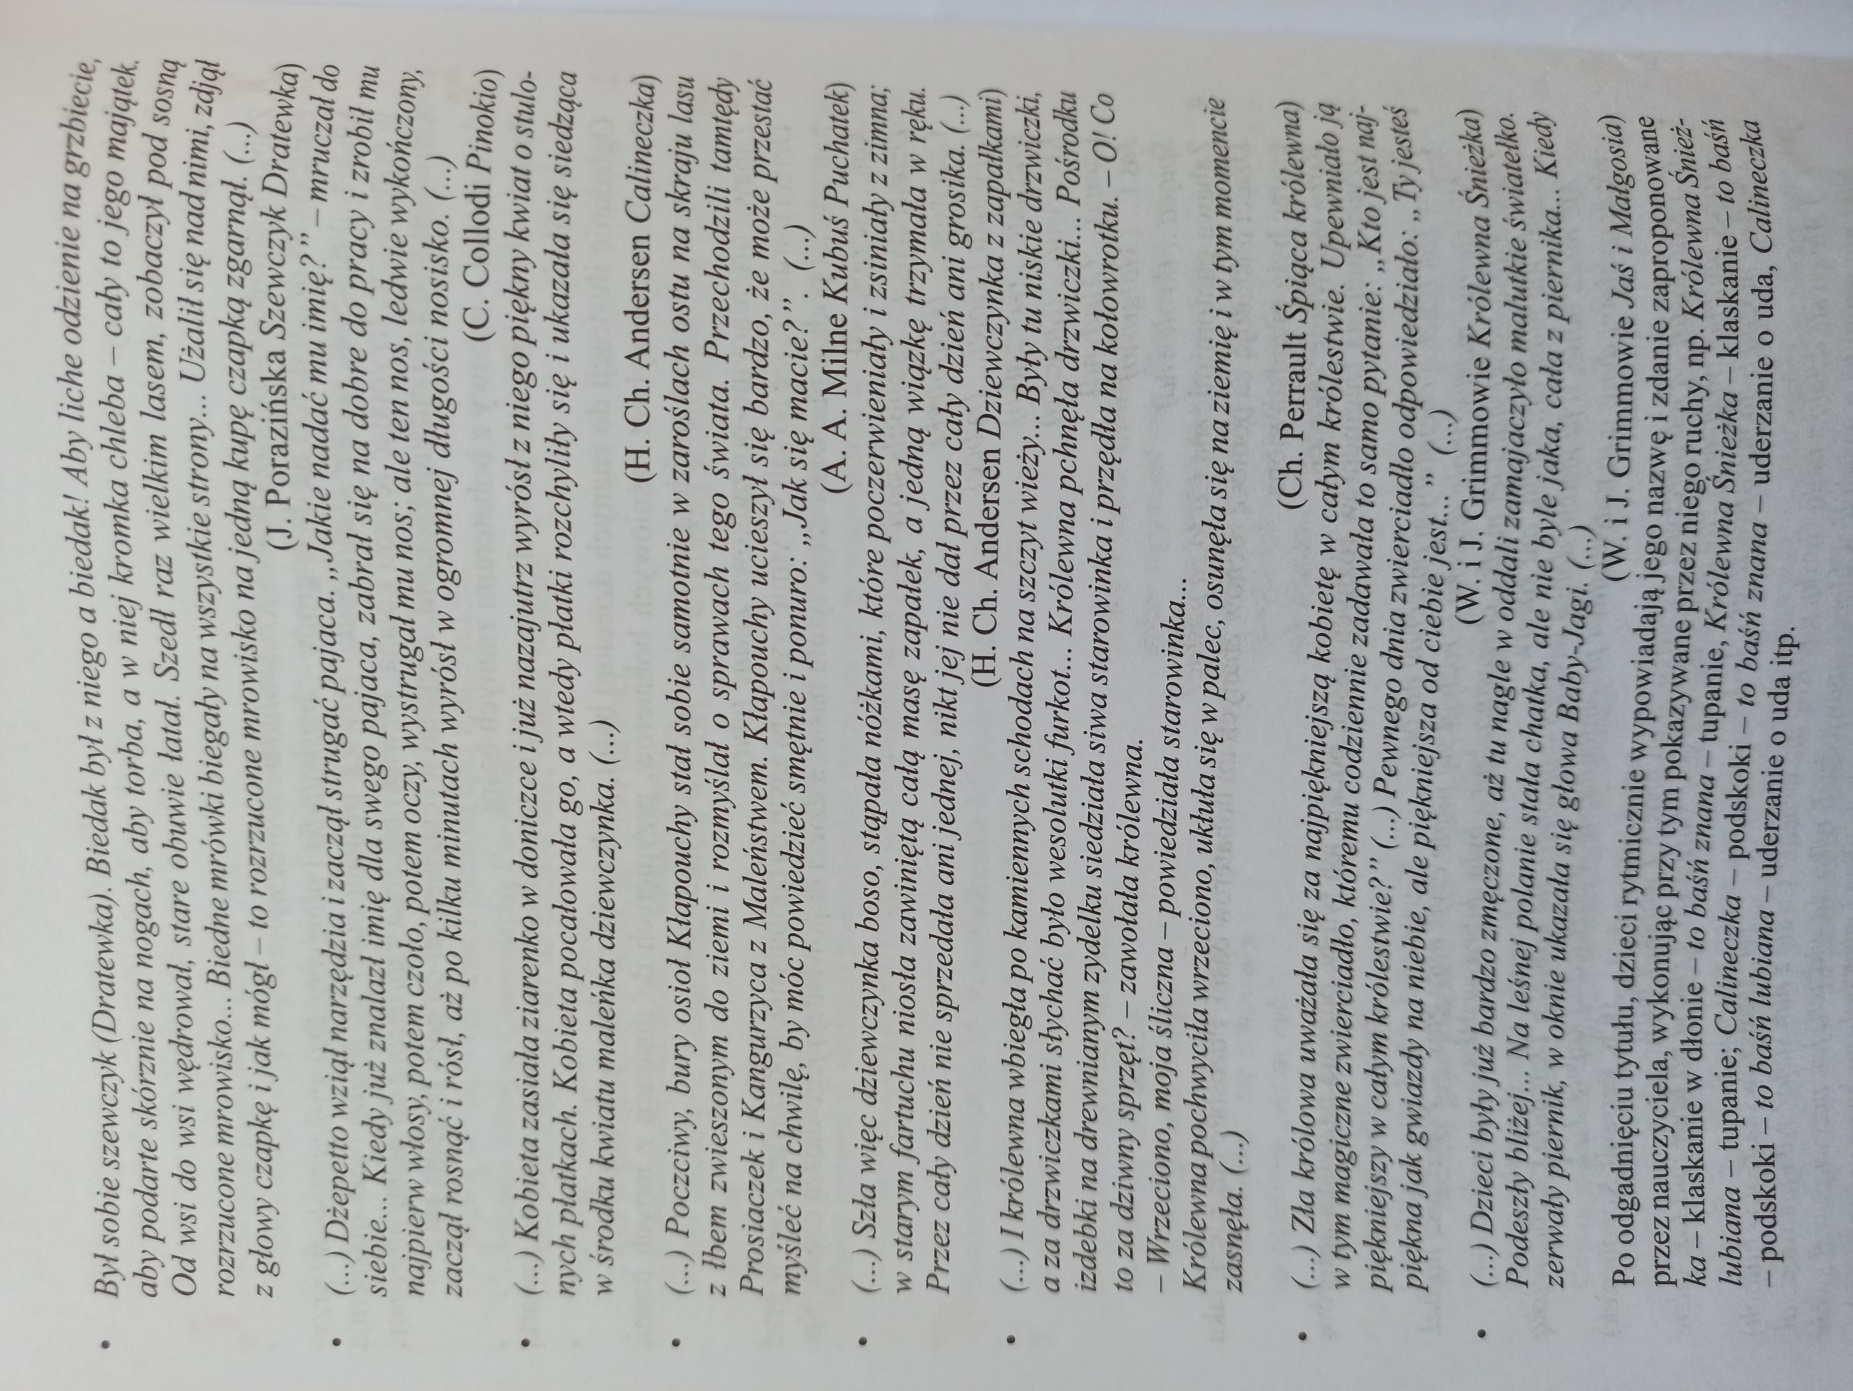 • Był sobie szewczyk (Dratewka). Biedak był z niego a biedak! Aby liche odzienie na grzbiecie,
aby podarte skórznie na nogach, aby torba, a w niej kromka chleba – cały to jego majątek.
Od wsi do wsi wędrował, stare obuwie łatał. Szedł raz wielkim lasem, zobaczył pod sosną
rozrzucone mrowisko... Biedne mrówki biegały na wszystkie strony... Użalił się nad nimi, zdjął
z głowy czapkę i jak mógł – to rozrzucone mrowisko na jedną kupę czapką zgarnął. (...)
(J. Porazińska Szewczyk Dratewka)
• (...) Dżepetto wziął narzędzia i zaczął strugać pajaca. „Jakie nadać mu imię?” – mruczał do
siebie... Kiedy już znalazł imię dla swego pajaca, zabrał się na dobre do pracy i zrobił mu
najpierw włosy, potem czoło, potem oczy, wystrugał mu nos; ale ten nos, ledwie wykończony,
zaczął rosnąć i rósł, aż po kilku minutach wyrósł w ogromnej długości nosisko. (...)
(C. Collodi Pinokio)
• (...) Kobieta zasiała ziarenko w doniczce i już nazajutrz wyrósł z niego piękny kwiat o stulo-
nych płatkach. Kobieta pocałowała go, a wtedy płatki rozchyliły się i ukazała się siedząca
w środku kwiatu maleńka dziewczynka. (...)
(H. Ch. Andersen Calineczka)
• (...) Poczciwy, bury osioł Kłapouchy stał sobie samotnie w zaroślach ostu na skraju lasu
z łbem zwieszonym do ziemi i rozmyślał o sprawach tego świata. Przechodzili tamtędy
Prosiaczek i Kangurzyca z Maleństwem. Kłapouchy ucieszył się bardzo, że może przestać
myśleć na chwilę, by móc powiedzieć smętnie i ponuro: „Jak się macie?”. (...)
(A. A. Milne Kubuś Puchatek)
• (...) Szła więc dziewczynka boso, stąpała nóżkami, które poczerwieniały i zsiniały z zimna;
w starym fartuchu niosła zawiniętą całą masę zapałek, a jedną wiązkę trzymała w ręku.
Przez cały dzień nie sprzedała ani jednej, nikt jej nie dał przez cały dzień ani grosika. (...)
(H. Ch. Andersen Dziewczynka z zapałkami)
• (...) I królewna wbiegła po kamiennych schodach na szczyt wieży... Były tu niskie drzwiczki,
a za drzwiczkami słychać było wesolutki furkot... Królewna pchnęła drzwiczki... Pośrodku
izdebki na drewnianym zydelku siedziała siwa starowinka i przędła na kołowrotku. – O! Co
to za dziwny sprzęt? – zawołała królewna.
– Wrzeciono, moja śliczna – powiedziała starowinka...
Królewna pochwyciła wrzeciono, ukłuła się w palec, osunęła się na ziemię i w tym momencie
zasnęła. (...)
(Ch. Perrault Śpiąca królewna)
• (...) Zła królowa uważała się za najpiękniejszą kobietę w całym królestwie. Upewniało ją
w tym magiczne zwierciadło, któremu codziennie zadawała to samo pytanie: „Kto jest naj-
piękniejszy w całym królestwie?” (...) Pewnego dnia zwierciadło odpowiedziało: „Ty jesteś
piękna jak gwiazdy na niebie, ale piękniejsza od ciebie jest... ” (...)
(W. i J. Grimmowie Królewna Śnieżka)
• (...) Dzieci były już bardzo zmęczone, aż tu nagle w oddali zamajaczyło malutkie światełko.
Podeszły bliżej... Na leśnej polanie stała chatka, ale nie byle jaka, cała z piernika... Kiedy
zerwały piernik, w oknie ukazała się głowa Baby-Jagi. (...)
(W. i J. Grimmowie Jaś i Małgosia)
Po odgadnięciu tytułu, dzieci rytmicznie wypowiadają jego nazwę i zdanie zaproponowane
przez nauczyciela, wykonując przy tym pokazywane przez niego ruchy, np. Królewna Śnież-
ka – klaskanie w dłonie – to baśń znana – tupanie, Królewna Śnieżka – klaskanie – to baśń
lubiana – tupanie; Calineczka – podskoki – to baśń znana – uderzanie o uda, Calineczka
– podskoki – to baśń lubiana – uderzanie o uda itp.